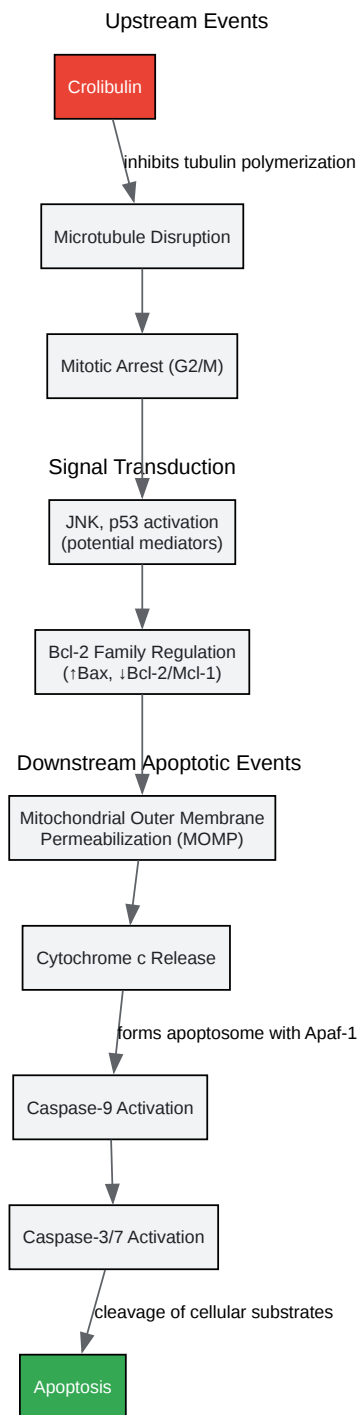 Upstream Events
Crolibulin
inhibits tubulin polymerization
Microtubule Disruption
Mitotic Arrest (G2/M)
Signal Transduction
JNK, p53 activation
(potential mediators)
Bcl-2 Family Regulation
(↑Bax, ↓Bcl-2/Mcl-1)
Downstream Apoptotic Events
Mitochondrial Outer Membrane
Permeabilization (MOMP)
Cytochrome c Release
forms apoptosome with Apaf-1
Caspase-9 Activation
Caspase-3/7 Activation
cleavage of cellular substrates
Apoptosis